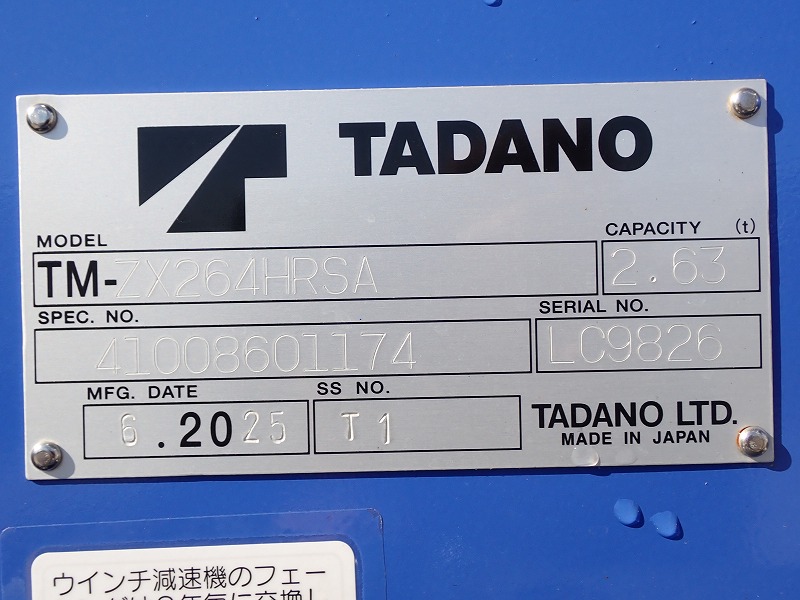 TADANO
MODEL
TM-ZX264HRSA
CAPACITY (t)
2.63
SPEC. NO.
41008601174
SERIAL NO.
LC9826
MFG. DATE
6.2025
SS NO.
T1
TADANO LTD.
MADE IN JAPAN
ウインチ減速機のフェー